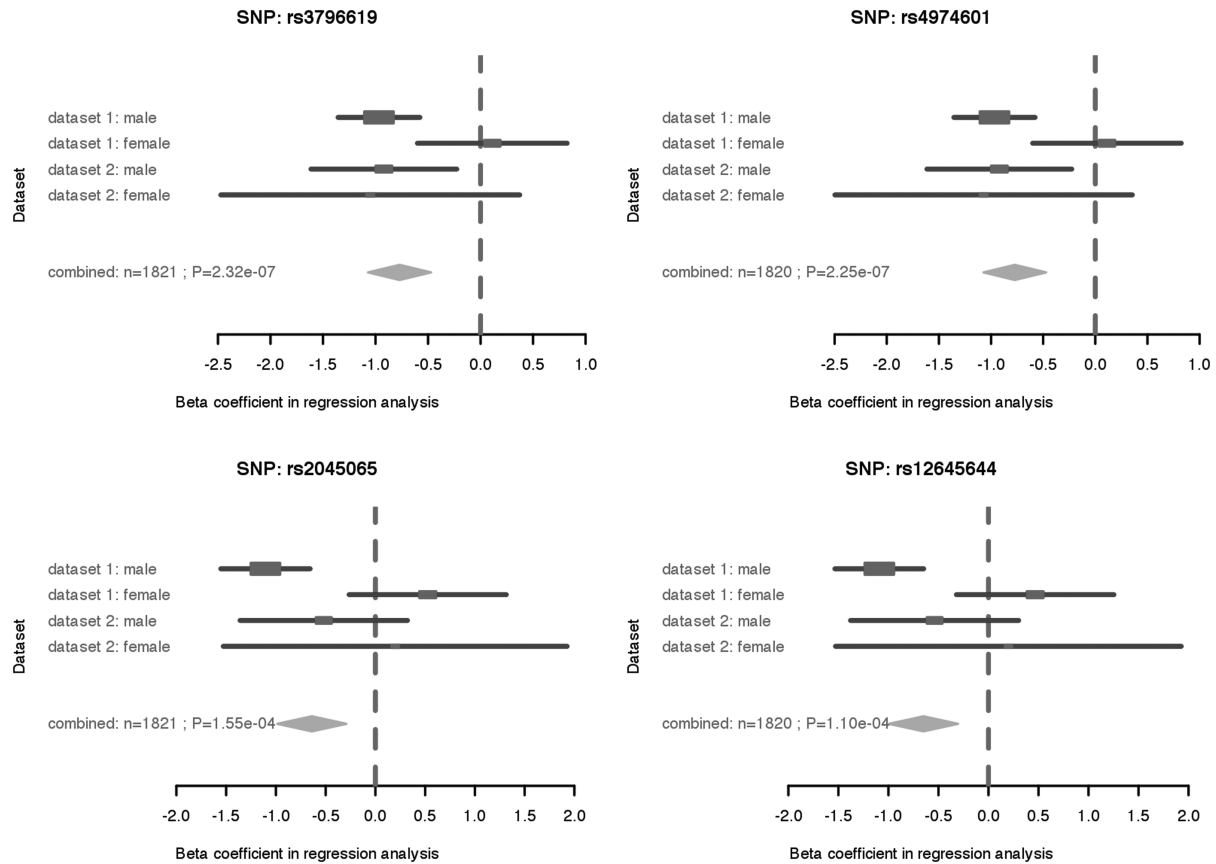 SNP: rs3796619
Dataset
dataset 1: male
dataset 1: female
dataset 2: male
dataset 2: female
combined: n=1821 ; P=2.32e-07
-2.5 -2.0 -1.5 -1.0 -0.5 0.0 0.5 1.0
Beta coefficient in regression analysis
SNP: rs4974601
Dataset
dataset 1: male
dataset 1: female
dataset 2: male
dataset 2: female
combined: n=1820 ; P=2.25e-07
-2.5 -2.0 -1.5 -1.0 -0.5 0.0 0.5 1.0
Beta coefficient in regression analysis
SNP: rs2045065
Dataset
dataset 1: male
dataset 1: female
dataset 2: male
dataset 2: female
combined: n=1821 ; P=1.55e-04
-2.0 -1.5 -1.0 -0.5 0.0 0.5 1.0 1.5 2.0
Beta coefficient in regression analysis
SNP: rs12645644
Dataset
dataset 1: male
dataset 1: female
dataset 2: male
dataset 2: female
combined: n=1820 ; P=1.10e-04
-2.0 -1.5 -1.0 -0.5 0.0 0.5 1.0 1.5 2.0
Beta coefficient in regression analysis